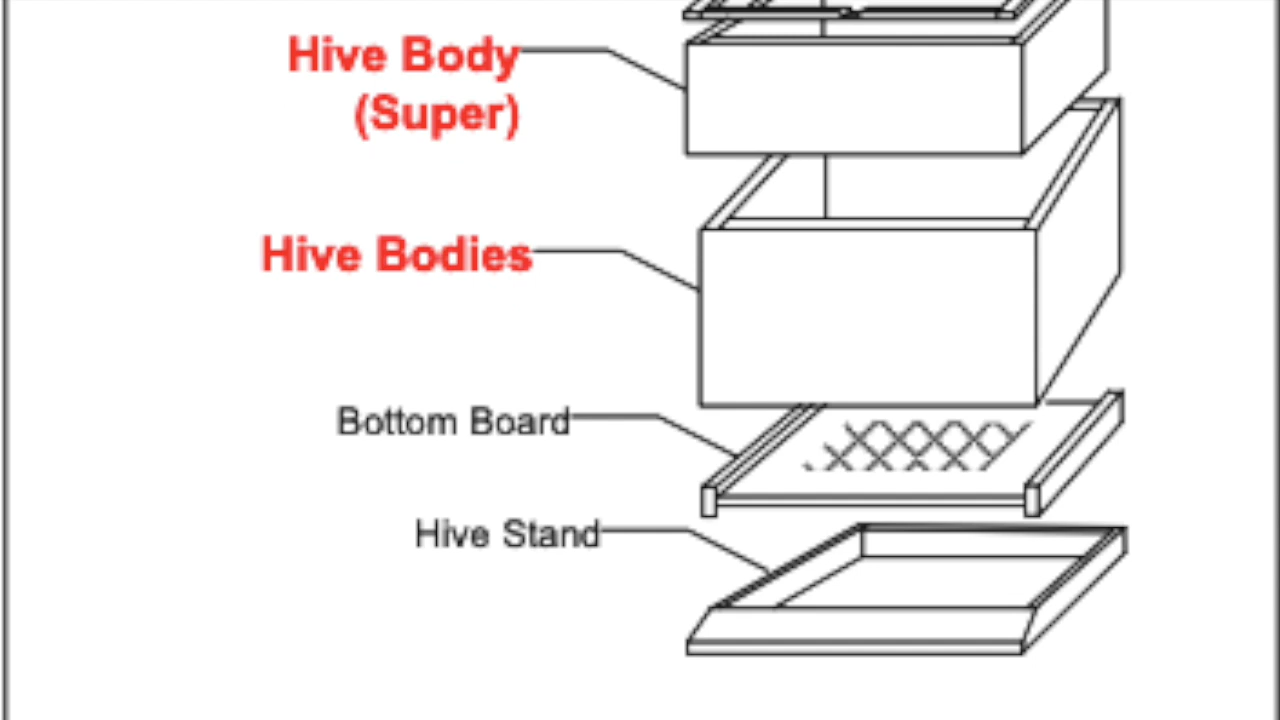 Hive Body
(Super)
Hive Bodies
Bottom Board
Hive Stand